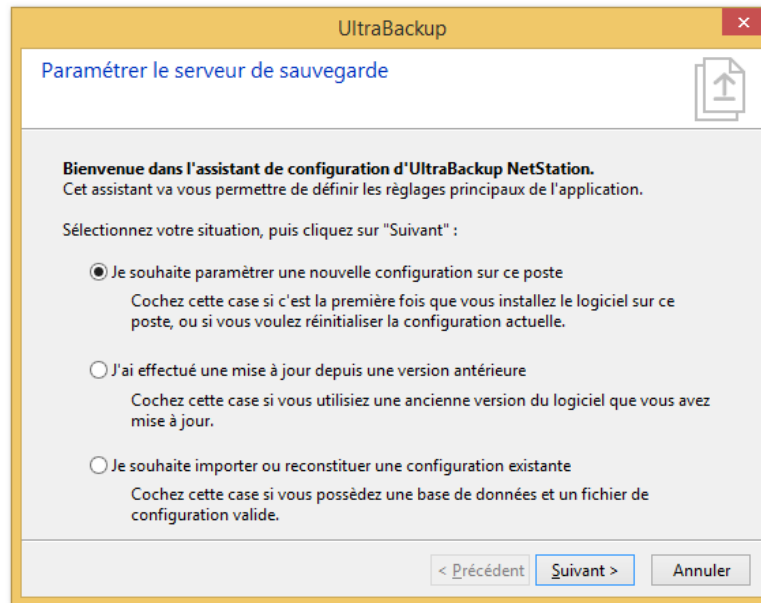 UltraBackup
Paramétrer le serveur de sauvegarde
Bienvenue dans l'assistant de configuration d'UltraBackup NetStation.
Cet assistant va vous permettre de définir les règlages principaux de l'application.
Sélectionnez votre situation, puis cliquez sur "Suivant" :
Je souhaite paramètrer une nouvelle configuration sur ce poste
Cochez cette case si c'est la première fois que vous installez le logiciel sur ce
poste, ou si vous voulez réinitialiser la configuration actuelle.
J'ai effectué une mise à jour depuis une version antérieure
Cochez cette case si vous utilisiez une ancienne version du logiciel que vous avez
mise à jour.
Je souhaite importer ou reconstituer une configuration existante
Cochez cette case si vous possèdez une base de données et un fichier de
configuration valide.
< Précédent Suivant > Annuler